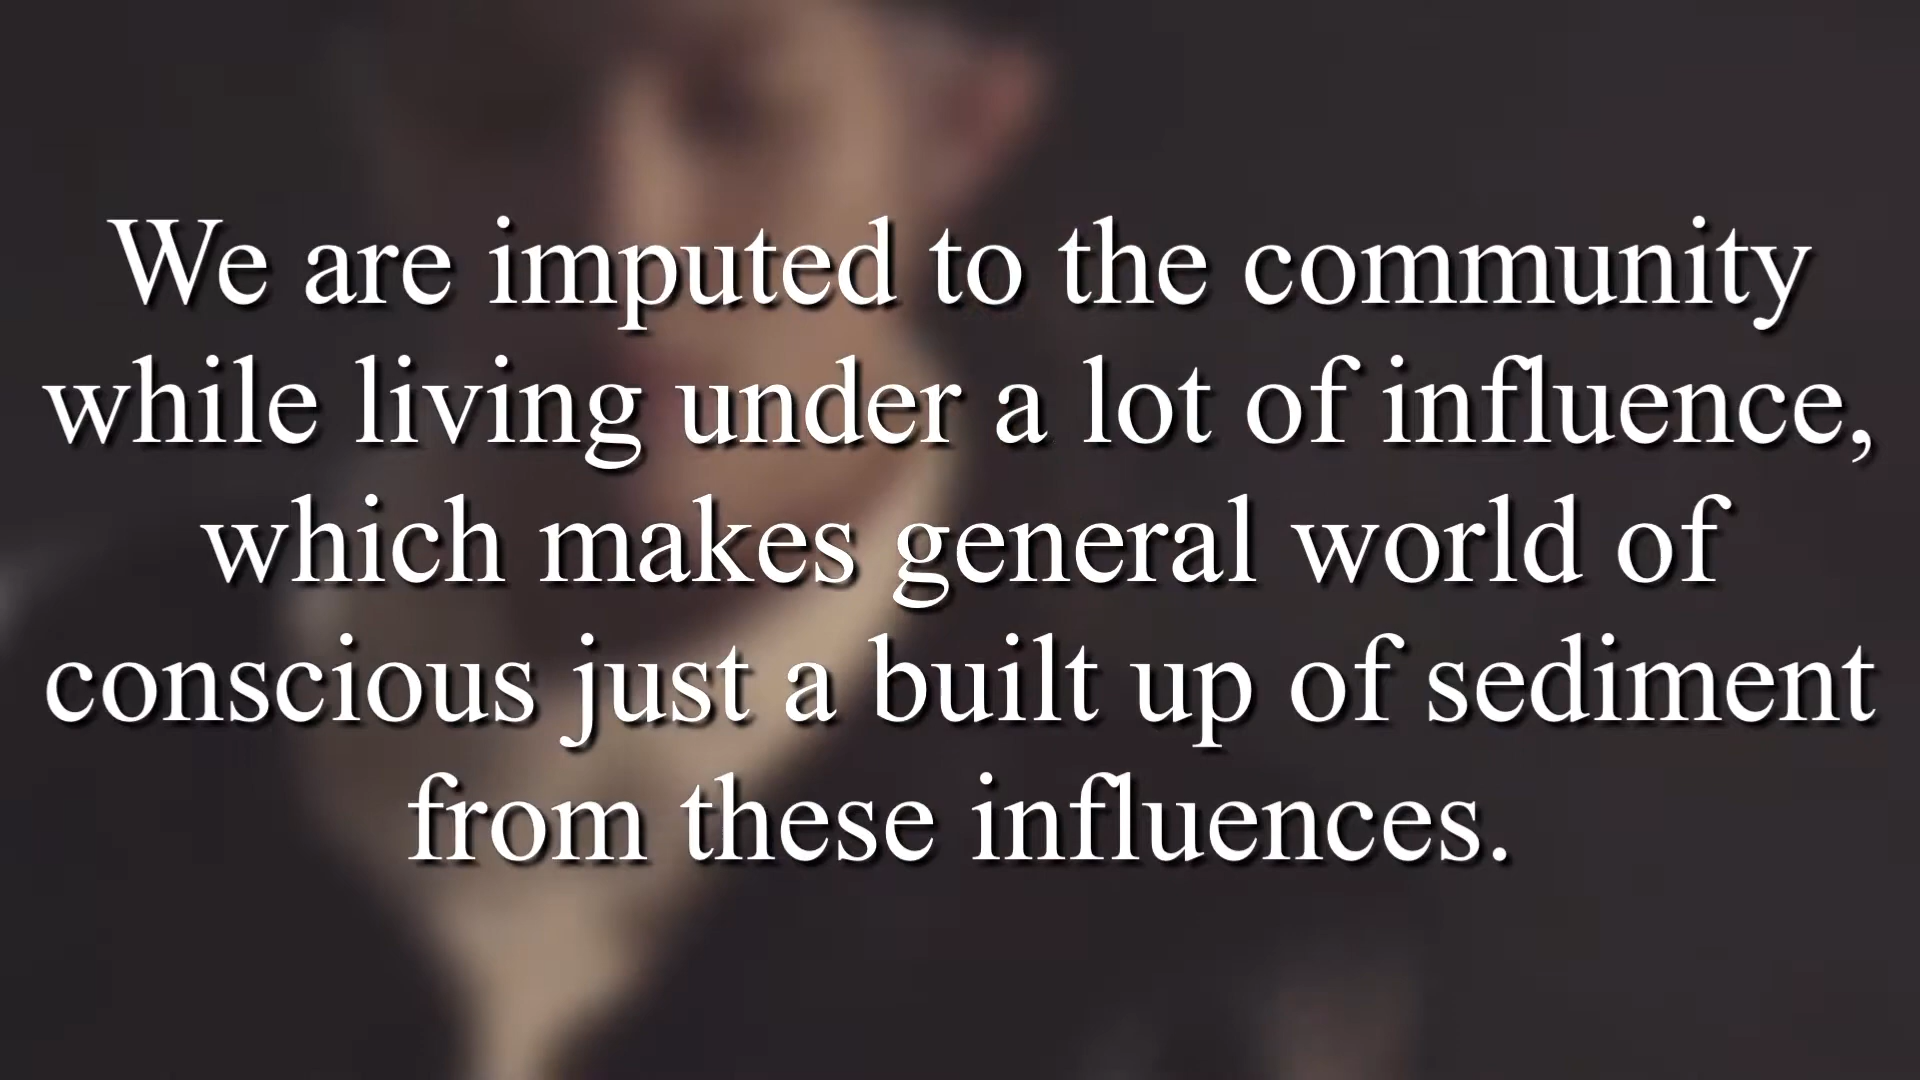 We are imputed to the community
while living under a lot of influence,
which makes general world of
conscious just a built up of sediment
from these influences.